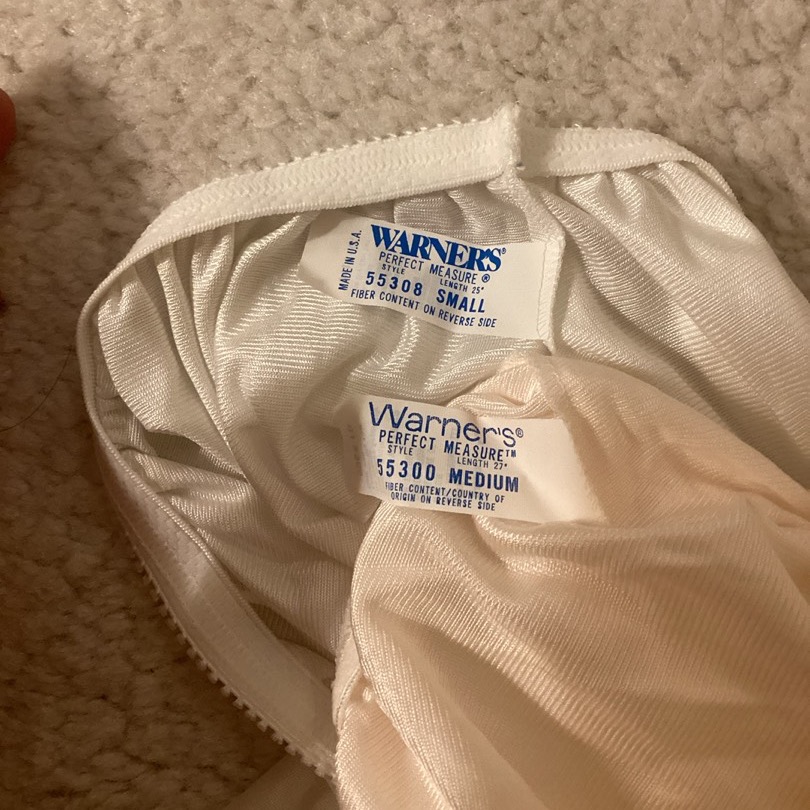 MADE IN U.S.A.
WARNER'S®
PERFECT MEASURE®
STYLE LENGTH 25"
55308 SMALL
FIBER CONTENT ON REVERSE SIDE
Warner's®
PERFECT MEASURE™
STYLE LENGTH 27"
55300 MEDIUM
FIBER CONTENT/COUNTRY OF
ORIGIN ON REVERSE SIDE